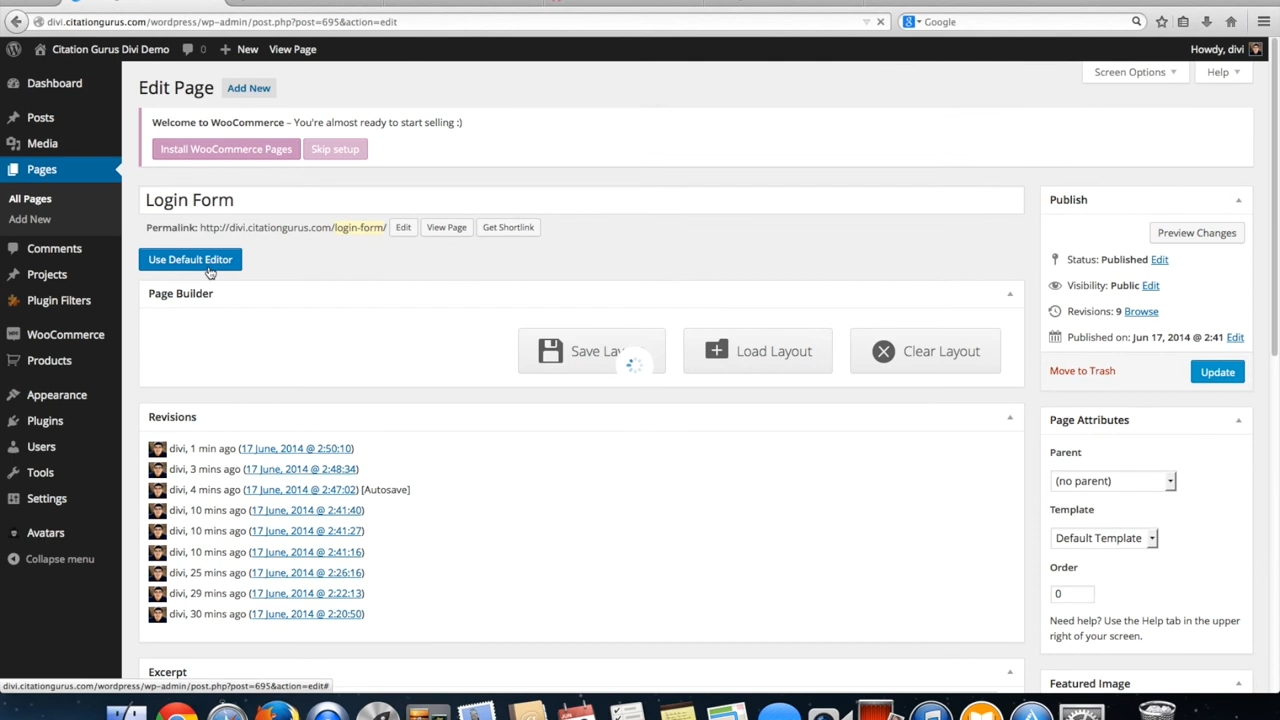 divi.citationgurus.com/wordpress/wp-admin/post.php?post=695&action=edit
Google
Citation Gurus Divi Demo
0
New
View Page
Howdy, divi
Dashboard
Posts
Media
Pages
All Pages
Add New
Comments
Projects
Plugin Filters
WooCommerce
Products
Appearance
Plugins
Users
Tools
Settings
Avatars
Collapse menu
Edit Page
Add New
Screen Options
Help
Welcome to WooCommerce – You're almost ready to start selling :)
Install WooCommerce Pages
Skip setup
Login Form
Permalink: http://divi.citationgurus.com/login-form/
Edit
View Page
Get Shortlink
Use Default Editor
Page Builder
Save Lay
Load Layout
Clear Layout
Revisions
divi, 1 min ago (17 June, 2014 @ 2:50:10)
divi, 3 mins ago (17 June, 2014 @ 2:48:34)
divi, 4 mins ago (17 June, 2014 @ 2:47:02) [Autosave]
divi, 10 mins ago (17 June, 2014 @ 2:41:40)
divi, 10 mins ago (17 June, 2014 @ 2:41:27)
divi, 10 mins ago (17 June, 2014 @ 2:41:16)
divi, 25 mins ago (17 June, 2014 @ 2:26:16)
divi, 29 mins ago (17 June, 2014 @ 2:22:13)
divi, 30 mins ago (17 June, 2014 @ 2:20:50)
Excerpt
Publish
Preview Changes
Status: Published Edit
Visibility: Public Edit
Revisions: 9 Browse
Published on: Jun 17, 2014 @ 2:41 Edit
Move to Trash
Update
Page Attributes
Parent
(no parent)
Template
Default Template
Order
0
Need help? Use the Help tab in the upper
right of your screen.
Featured Image
divi.citationgurus.com/wordpress/wp-admin/post.php?post=695&action=edit#